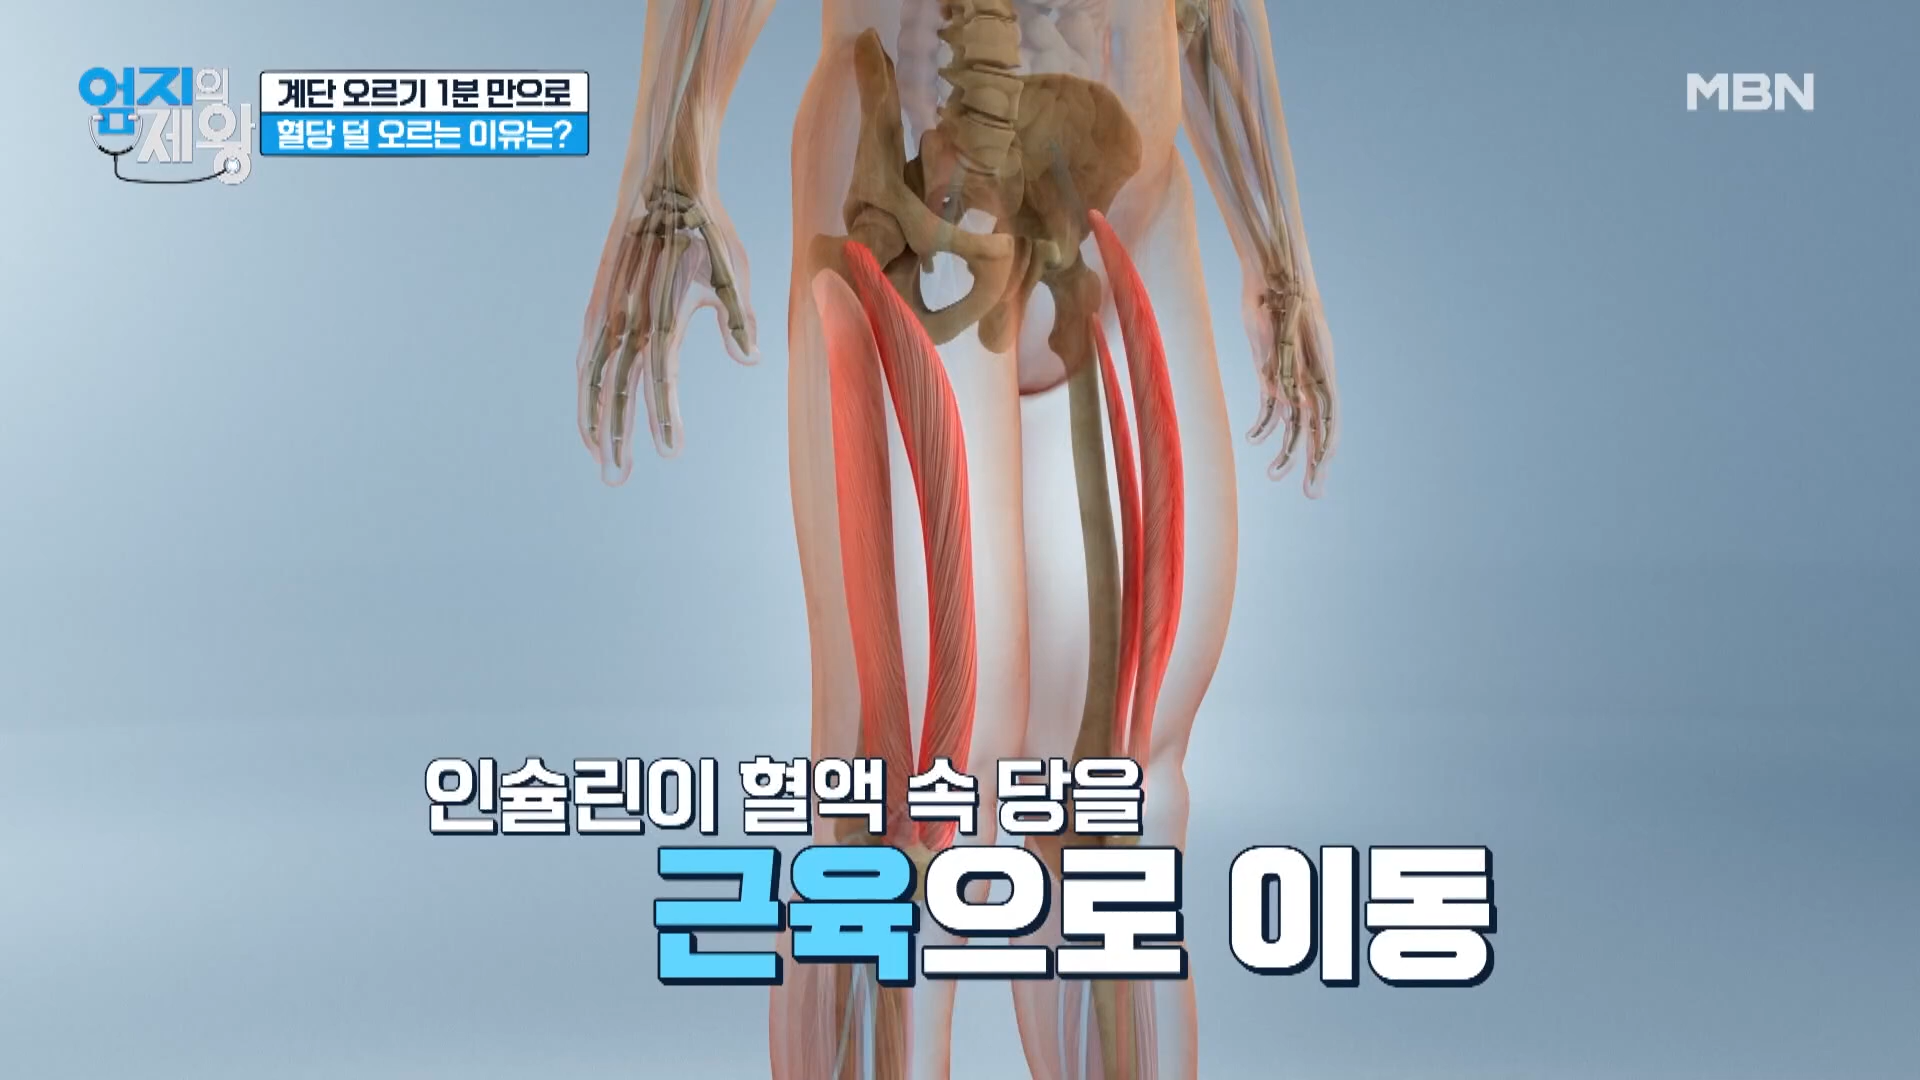 엄지의
제왕
계단 오르기 1분 만으로
혈당 덜 오르는 이유는?
MBN
인슐린이 혈액 속 당을
근육으로 이동